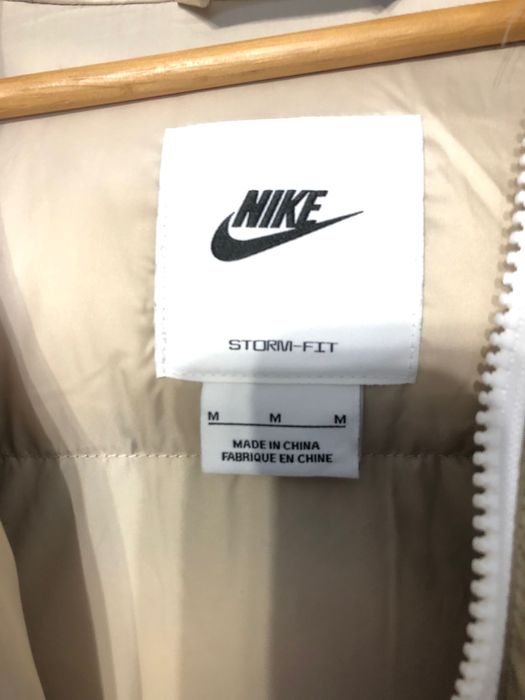 NIKE
STORM-FIT
M M M
MADE IN CHINA
FABRIQUE EN CHINE